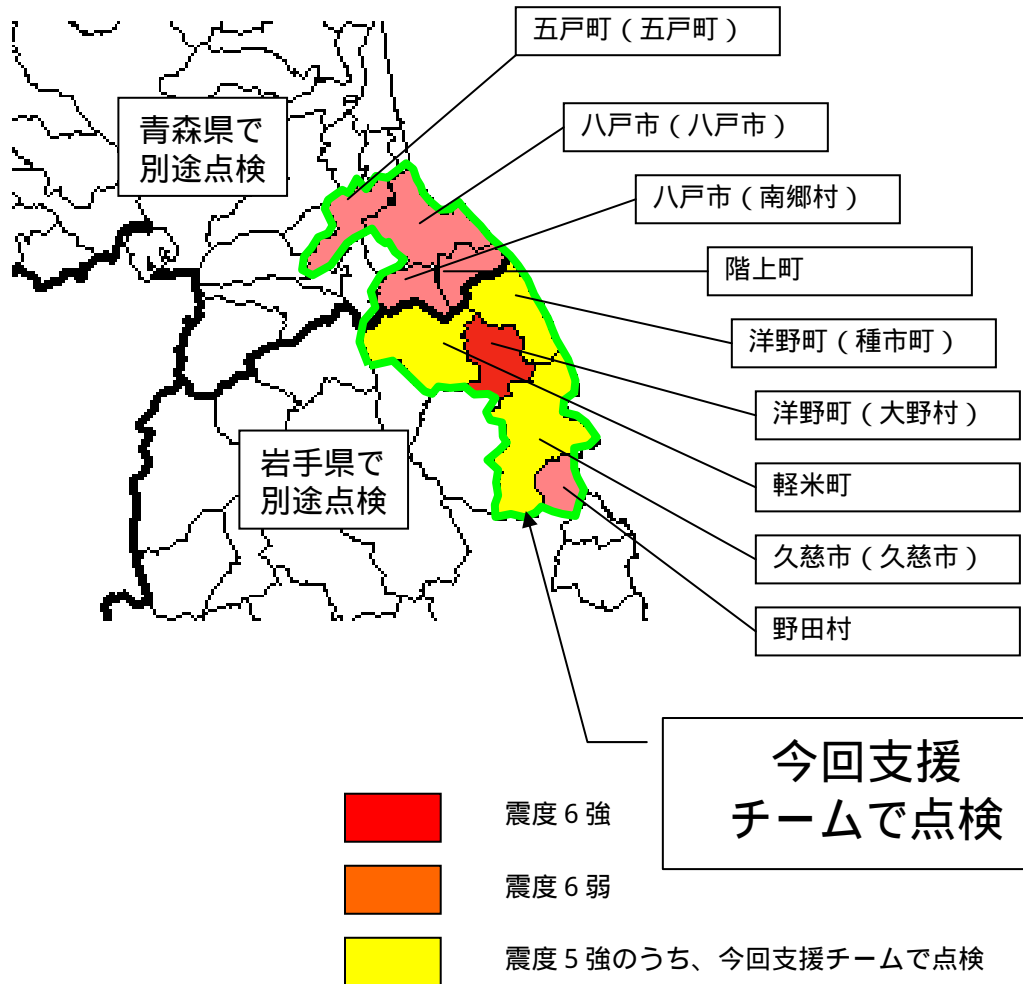 五戸町（五戸町）
青森県で
別途点検
八戸市（八戸市）
八戸市（南郷村）
階上町
洋野町（種市町）
洋野町（大野村）
岩手県で
別途点検
軽米町
久慈市（久慈市）
野田村
今回支援
チームで点検
震度６強
震度６弱
震度５強のうち、今回支援チームで点検